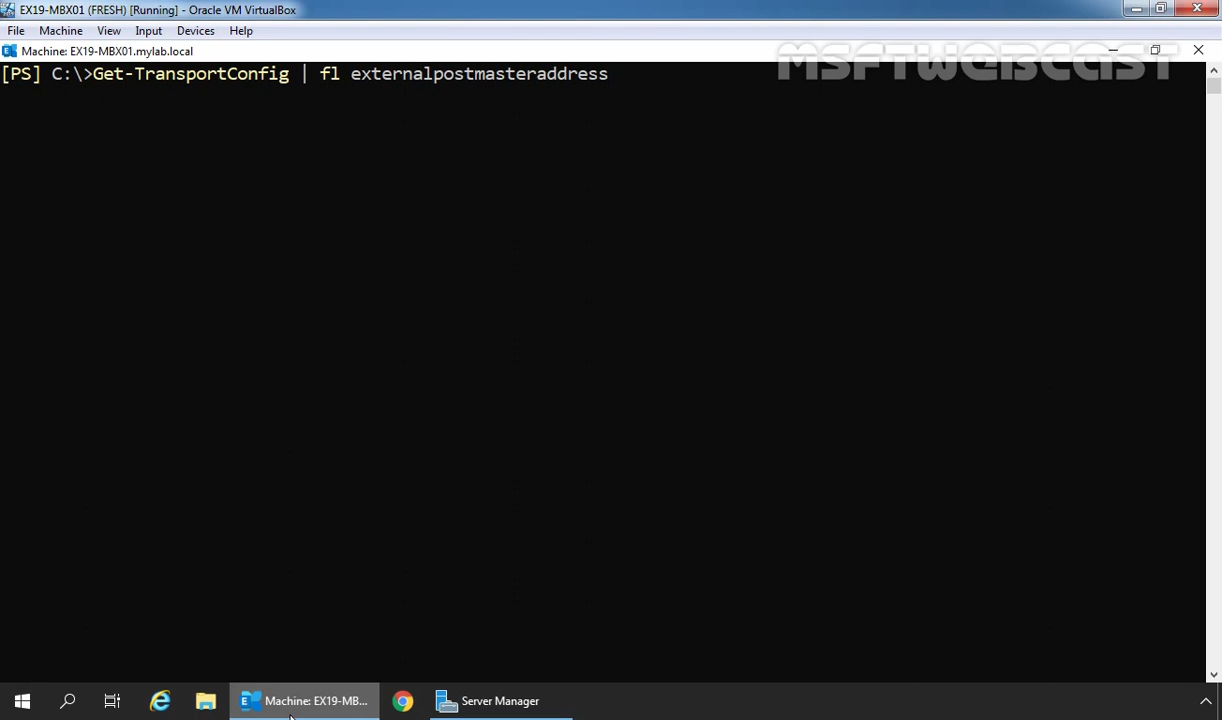 EX19-MBX01 (FRESH) [Running] - Oracle VM VirtualBox
File Machine View Input Devices Help
Machine: EX19-MBX01.mylab.local
MSFTWEBCAST
[PS] C:\>Get-TransportConfig | fl externalpostmasteraddress
Machine: EX19-MB... Server Manager